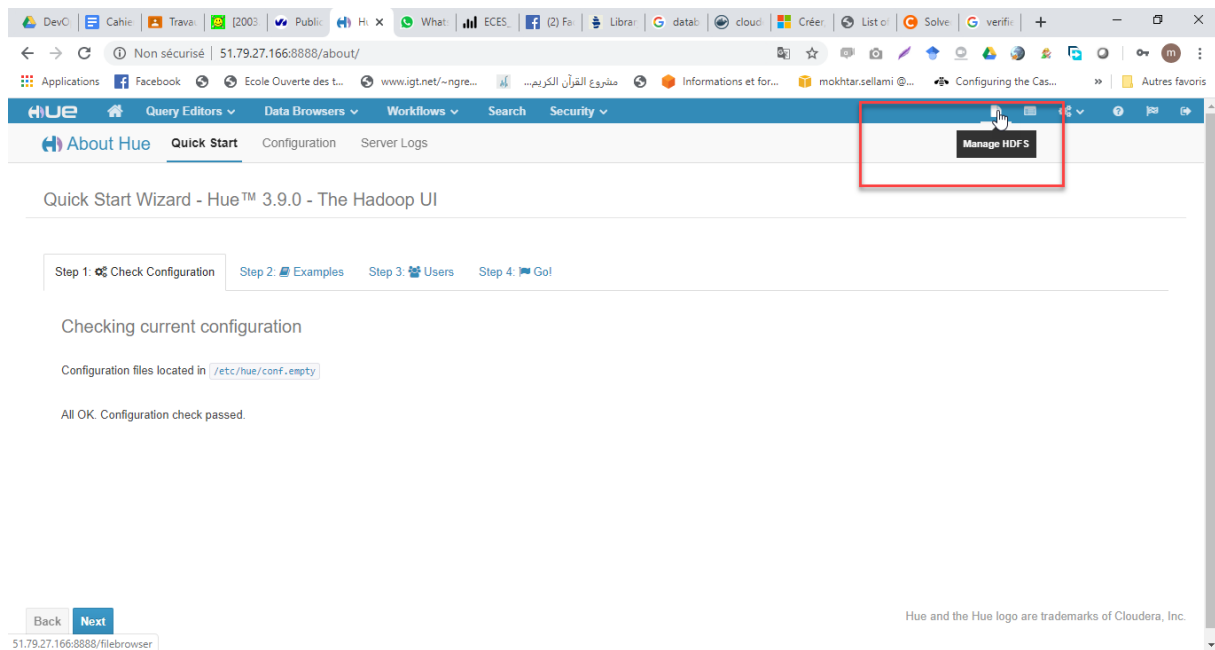 DevO Cahie Trava [2003 Public Hu What ECES_ (2) Fa Librar datab cloud Créer List of Solve verifie
Non sécurisé 51.79.27.166:8888/about/
Applications Facebook Ecole Ouverte des t... www.igt.net/~ngre... مشروع القرآن الكريم... Informations et for... mokhtar.sellami @... Configuring the Cas... » Autres favoris
HUE Query Editors Data Browsers Workflows Search Security
About Hue Quick Start Configuration Server Logs
Manage HDFS
Quick Start Wizard - Hue™ 3.9.0 - The Hadoop UI
Step 1: Check Configuration Step 2: Examples Step 3: Users Step 4: Go!
Checking current configuration
Configuration files located in /etc/hue/conf.empty
All OK. Configuration check passed.
Back Next
Hue and the Hue logo are trademarks of Cloudera, Inc.
51.79.27.166:8888/filebrowser